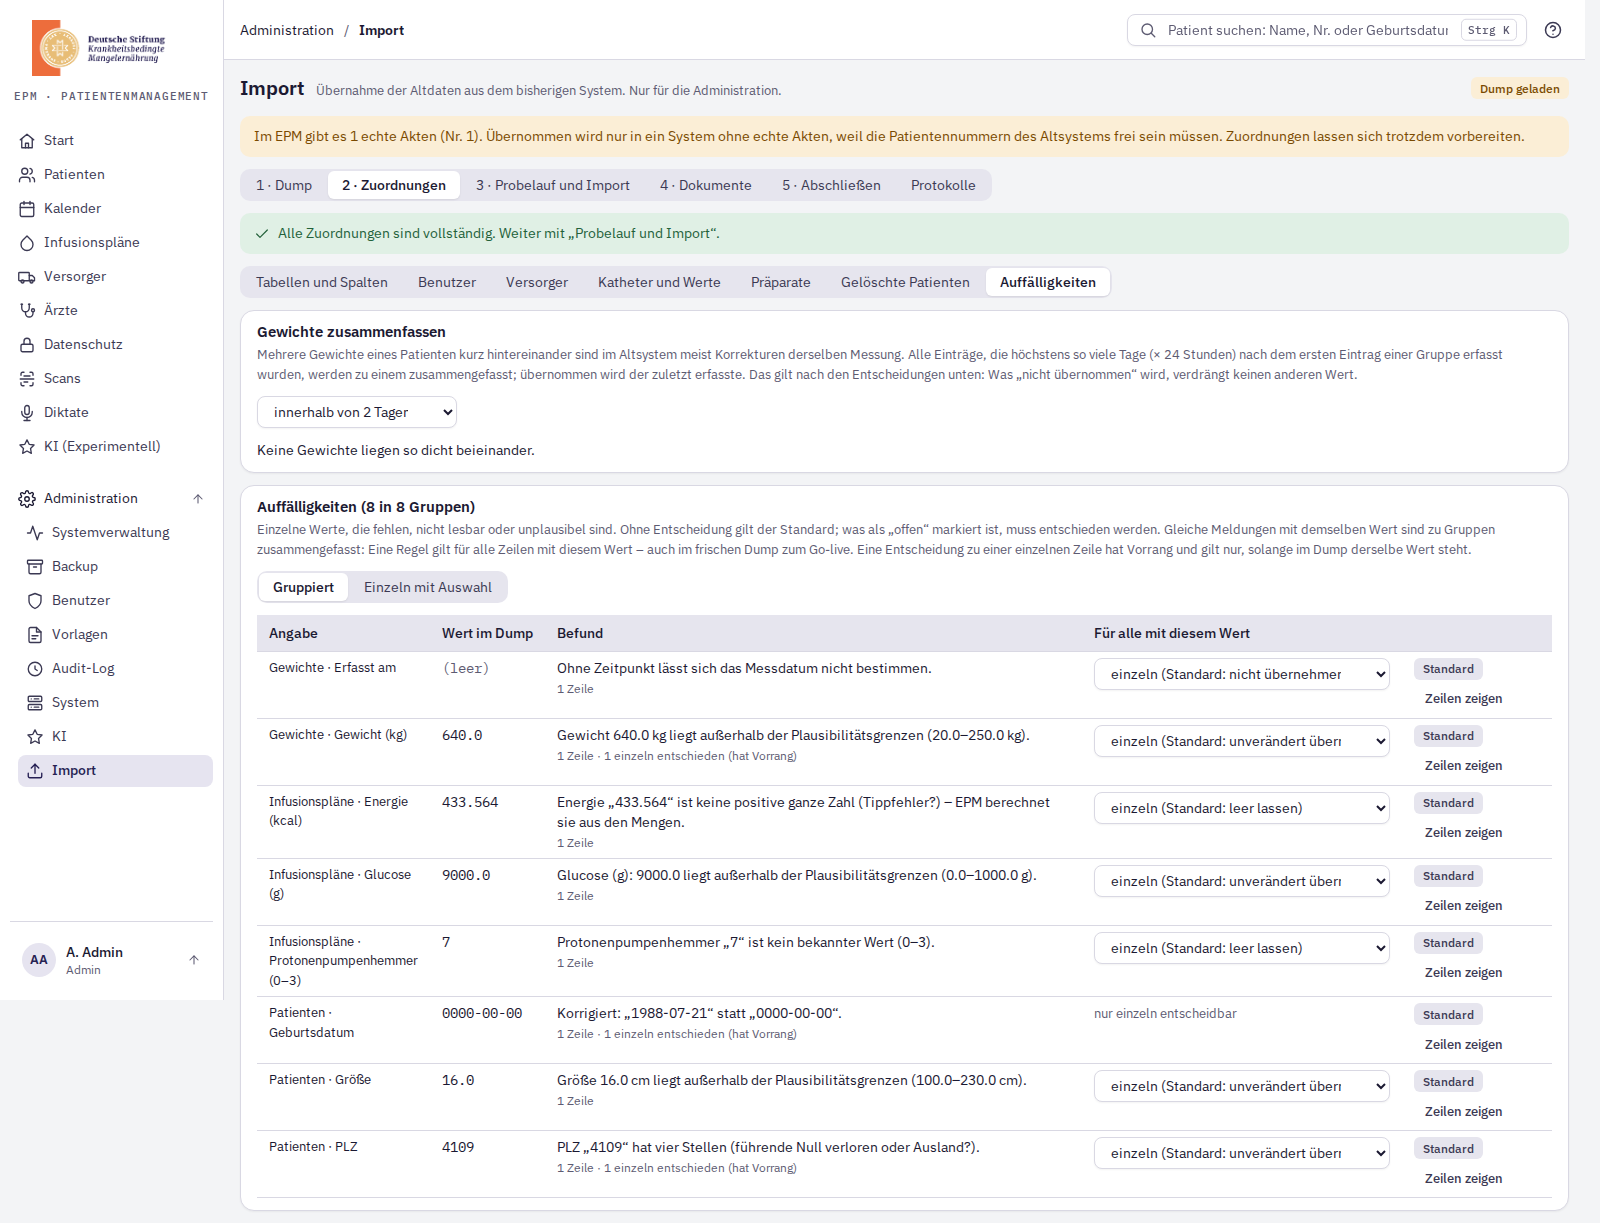 Deutsche Stiftung
Krankheitsbedingte
Mangelernährung
EPM · PATIENTENMANAGEMENT
Start
Patienten
Kalender
Infusionspläne
Versorger
Ärzte
Datenschutz
Scans
Diktate
KI (Experimentell)
Administration
Systemverwaltung
Backup
Benutzer
Vorlagen
Audit-Log
System
KI
Import
AA
A. Admin
Admin
Administration / Import
Patient suchen: Name, Nr. oder Geburtsdatur
Strg K
Import Übernahme der Altdaten aus dem bisherigen System. Nur für die Administration.
Dump geladen
Im EPM gibt es 1 echte Akten (Nr. 1). Übernommen wird nur in ein System ohne echte Akten, weil die Patientennummern des Altsystems frei sein müssen. Zuordnungen lassen sich trotzdem vorbereiten.
1 · Dump 2 · Zuordnungen 3 · Probelauf und Import 4 · Dokumente 5 · Abschließen Protokolle
Alle Zuordnungen sind vollständig. Weiter mit „Probelauf und Import“.
Tabellen und Spalten Benutzer Versorger Katheter und Werte Präparate Gelöschte Patienten Auffälligkeiten
Gewichte zusammenfassen
Mehrere Gewichte eines Patienten kurz hintereinander sind im Altsystem meist Korrekturen derselben Messung. Alle Einträge, die höchstens so viele Tage (× 24 Stunden) nach dem ersten Eintrag einer Gruppe erfasst
wurden, werden zu einem zusammengefasst; übernommen wird der zuletzt erfasste. Das gilt nach den Entscheidungen unten: Was „nicht übernommen“ wird, verdrängt keinen anderen Wert.
innerhalb von 2 Tager
Keine Gewichte liegen so dicht beieinander.
Auffälligkeiten (8 in 8 Gruppen)
Einzelne Werte, die fehlen, nicht lesbar oder unplausibel sind. Ohne Entscheidung gilt der Standard; was als „offen“ markiert ist, muss entschieden werden. Gleiche Meldungen mit demselben Wert sind zu Gruppen
zusammengefasst: Eine Regel gilt für alle Zeilen mit diesem Wert – auch im frischen Dump zum Go-live. Eine Entscheidung zu einer einzelnen Zeile hat Vorrang und gilt nur, solange im Dump derselbe Wert steht.
Gruppiert Einzeln mit Auswahl
Angabe Wert im Dump Befund Für alle mit diesem Wert
Gewichte · Erfasst am (leer) Ohne Zeitpunkt lässt sich das Messdatum nicht bestimmen. einzeln (Standard: nicht übernehmer Standard
1 Zeile Zeilen zeigen
Gewichte · Gewicht (kg) 640.0 Gewicht 640.0 kg liegt außerhalb der Plausibilitätsgrenzen (20.0–250.0 kg). einzeln (Standard: unverändert überr Standard
1 Zeile · 1 einzeln entschieden (hat Vorrang) Zeilen zeigen
Infusionspläne · Energie 433.564 Energie „433.564“ ist keine positive ganze Zahl (Tippfehler?) – EPM berechnet einzeln (Standard: leer lassen) Standard
(kcal) sie aus den Mengen.
1 Zeile Zeilen zeigen
Infusionspläne · Glucose 9000.0 Glucose (g): 9000.0 liegt außerhalb der Plausibilitätsgrenzen (0.0–1000.0 g). einzeln (Standard: unverändert überr Standard
(g) 1 Zeile Zeilen zeigen
Infusionspläne · 7 Protonenpumpenhemmer „7“ ist kein bekannter Wert (0–3). einzeln (Standard: leer lassen) Standard
Protonenpumpenhemmer 1 Zeile Zeilen zeigen
(0–3)
Patienten · 0000-00-00 Korrigiert: „1988-07-21“ statt „0000-00-00“. nur einzeln entscheidbar Standard
Geburtsdatum 1 Zeile · 1 einzeln entschieden (hat Vorrang) Zeilen zeigen
Patienten · Größe 16.0 Größe 16.0 cm liegt außerhalb der Plausibilitätsgrenzen (100.0–230.0 cm). einzeln (Standard: unverändert überr Standard
1 Zeile Zeilen zeigen
Patienten · PLZ 4109 PLZ „4109“ hat vier Stellen (führende Null verloren oder Ausland?). einzeln (Standard: unverändert überr Standard
1 Zeile · 1 einzeln entschieden (hat Vorrang) Zeilen zeigen